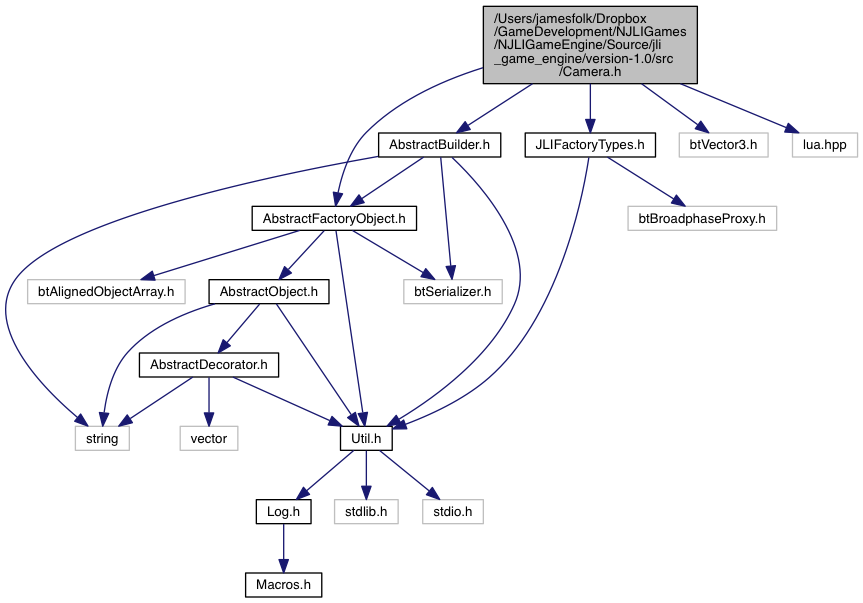 /Users/jamesfolk/Dropbox
/GameDevelopment/NJLIGames
/NJLIGameEngine/Source/jli
_game_engine/version-1.0/src
/Camera.h
AbstractBuilder.h
JLIFactoryTypes.h
btVector3.h
lua.hpp
AbstractFactoryObject.h
btBroadphaseProxy.h
btAlignedObjectArray.h
AbstractObject.h
btSerializer.h
AbstractDecorator.h
string
vector
Util.h
Log.h
stdlib.h
stdio.h
Macros.h